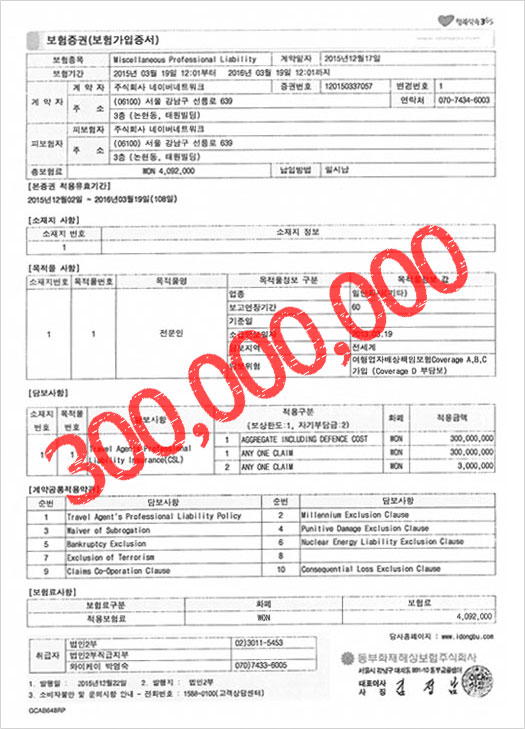 행복약속365
보험증권(보험가입증서)
보험종목 Miscellaneous Professional Liability 계약일자 2015년12월17일
보험기간 2015년 03월 19일 12:01부터 2016년 03월 19일 12:01까지
계약자 계약자 주식회사 네이버네트워크 증권번호 120150337057 변경번호 1
주소 (06100) 서울 강남구 선릉로 639 연락처 070-7434-6003
3층 (논현동, 태원빌딩)
피보험자 피보험자 주식회사 네이버네트워크
주소 (06100) 서울 강남구 선릉로 639
3층 (논현동, 태원빌딩)
총보험료 WON 4,092,000 납입방법 일시납
[본증권 적용유효기간]
2015년12월02일 ~ 2016년03월19일(108일)
[소재지 사항]
소재지 번호 소재지 정보
1
[목적물 사항]
소재지번호 목적물번호 목적물명 목적물정보 구분 목적물정보 값
1 1 전문인 업종
보고연장기간 60
기준일
담보지역 전세계
담보위험 여행업자배상책임보험Coverage A,B,C
가입 (Coverage D 부담보)
300,000,000
[담보사항]
소재지번호 목적물번호 담보사항 적용구분 (보상한도:1, 자기부담금:2) 화폐 적용금액
1 1 Travel Agent's Professional Liability Insurance(CSL) 1 AGGREGATE INCLUDING DEFENCE COST WON 300,000,000
1 ANY ONE CLAIM WON 300,000,000
2 ANY ONE CLAIM WON 3,000,000
[계약공통적용약관]
순번 담보사항 순번 담보사항
1 Travel Agent's Professional Liability Policy 2 Millennium Exclusion Clause
3 Waiver of Subrogation 4 Punitive Damage Exclusion Clause
5 Bankruptcy Exclusion 6 Nuclear Energy Liability Exclusion Clause
7 Exclusion of Terrorism 8
9 Claims Co-Operation Clause 10 Consequential Loss Exclusion Clause
[보험료사항]
보험료구분 화폐 보험료
적용보험료 WON 4,092,000
당사홈페이지 : www.idongbu.com
취급자 법인2부 02)3011-5453
법인2부직급지부
와이케이 박영숙 070)7433-6005
동부화재해상보험주식회사
서울시 강남구 테헤란로 432 동부금융센터
대표이사
사장 김정남
1. 발행일 : 2015년12월22일 2. 발행지 : 법인2부
3. 소비자불만 및 문의사항 안내 - 전화번호 : 1588-0100(고객상담센터)
GCAB648RP